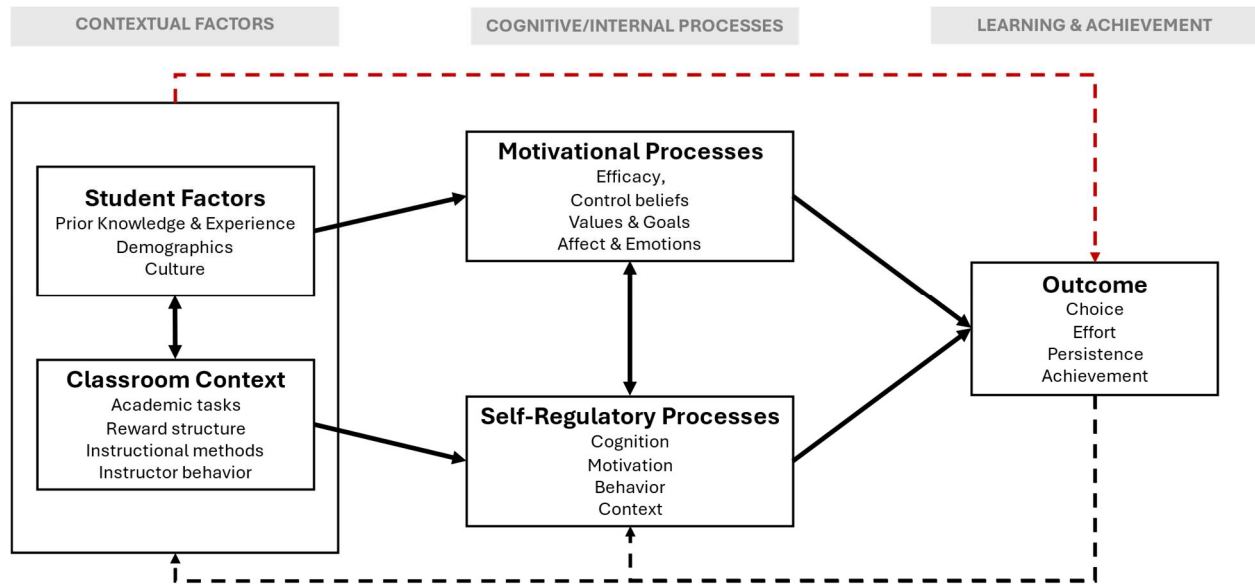 CONTEXTUAL FACTORS
COGNITIVE/INTERNAL PROCESSES
LEARNING & ACHIEVEMENT
Student Factors
Prior Knowledge & Experience
Demographics
Culture
Classroom Context
Academic tasks
Reward structure
Instructional methods
Instructor behavior
Motivational Processes
Efficacy,
Control beliefs
Values & Goals
Affect & Emotions
Self-Regulatory Processes
Cognition
Motivation
Behavior
Context
Outcome
Choice
Effort
Persistence
Achievement